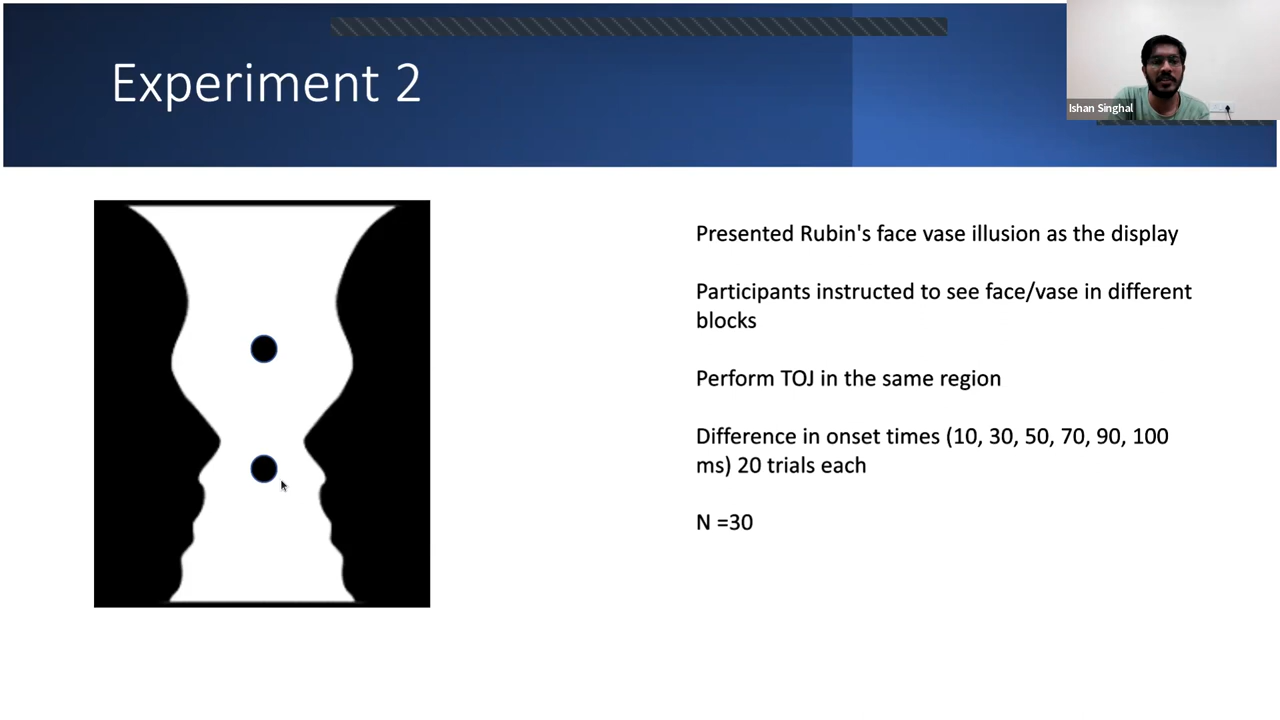 Experiment 2
Ishan Singhal
Presented Rubin's face vase illusion as the display
Participants instructed to see face/vase in different
blocks
Perform TOJ in the same region
Difference in onset times (10, 30, 50, 70, 90, 100
ms) 20 trials each
N =30